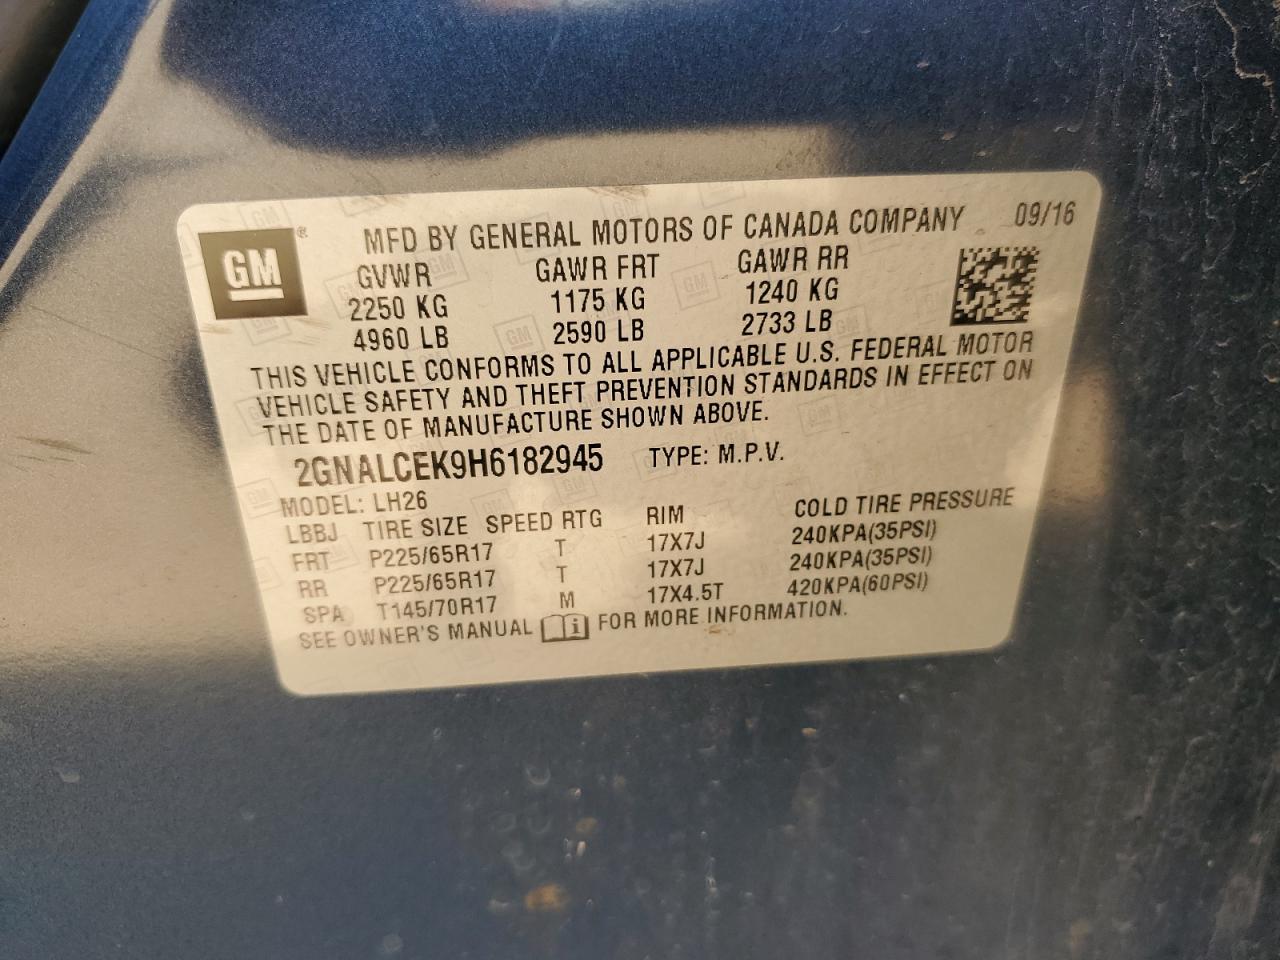 GM ® MFD BY GENERAL MOTORS OF CANADA COMPANY 09/16
GVWR GAWR FRT GAWR RR
2250 KG 1175 KG 1240 KG
4960 LB 2590 LB 2733 LB
THIS VEHICLE CONFORMS TO ALL APPLICABLE U.S. FEDERAL MOTOR
VEHICLE SAFETY AND THEFT PREVENTION STANDARDS IN EFFECT ON
THE DATE OF MANUFACTURE SHOWN ABOVE.
2GNALCEK9H6182945 TYPE: M.P.V.
MODEL: LH26
LBBJ TIRE SIZE SPEED RTG RIM COLD TIRE PRESSURE
FRT P225/65R17 T 17X7J 240KPA(35PSI)
RR P225/65R17 T 17X7J 240KPA(35PSI)
SPA T145/70R17 M 17X4.5T 420KPA(60PSI)
SEE OWNER'S MANUAL i FOR MORE INFORMATION.